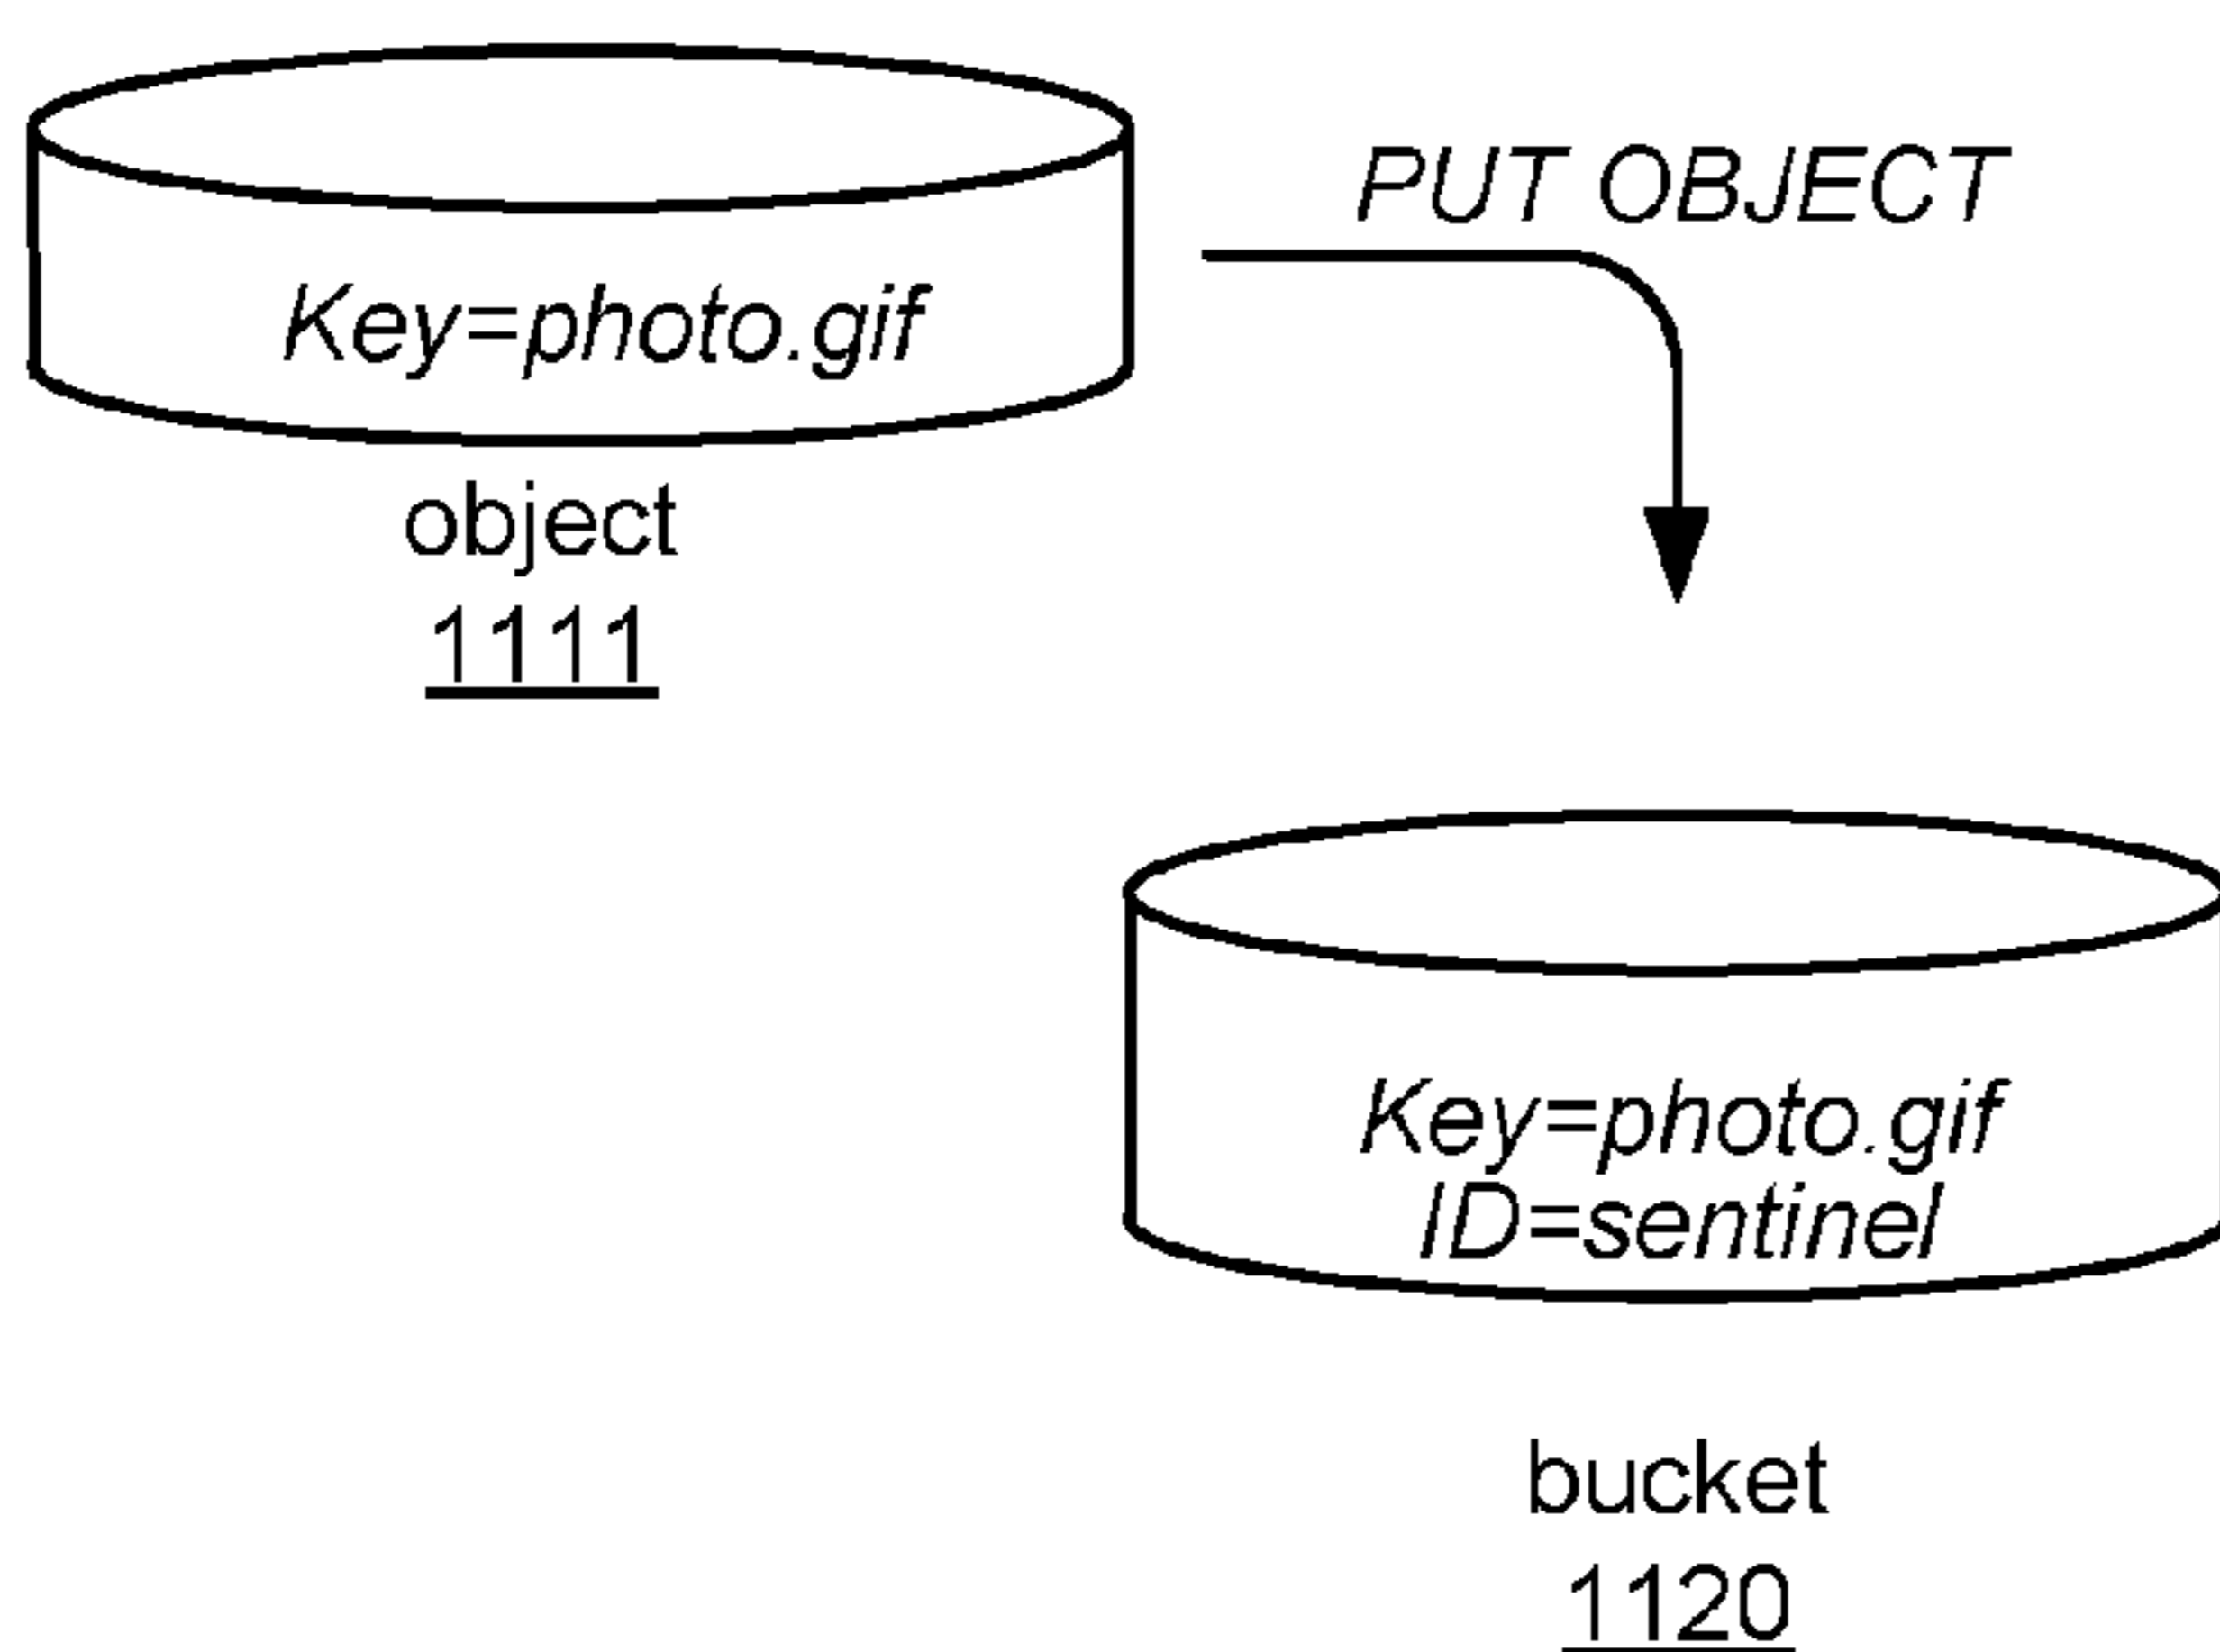 PUT OBJECT
Key=photo.gif
object
1111
Key=photo.gif
ID=sentinel
bucket
1120